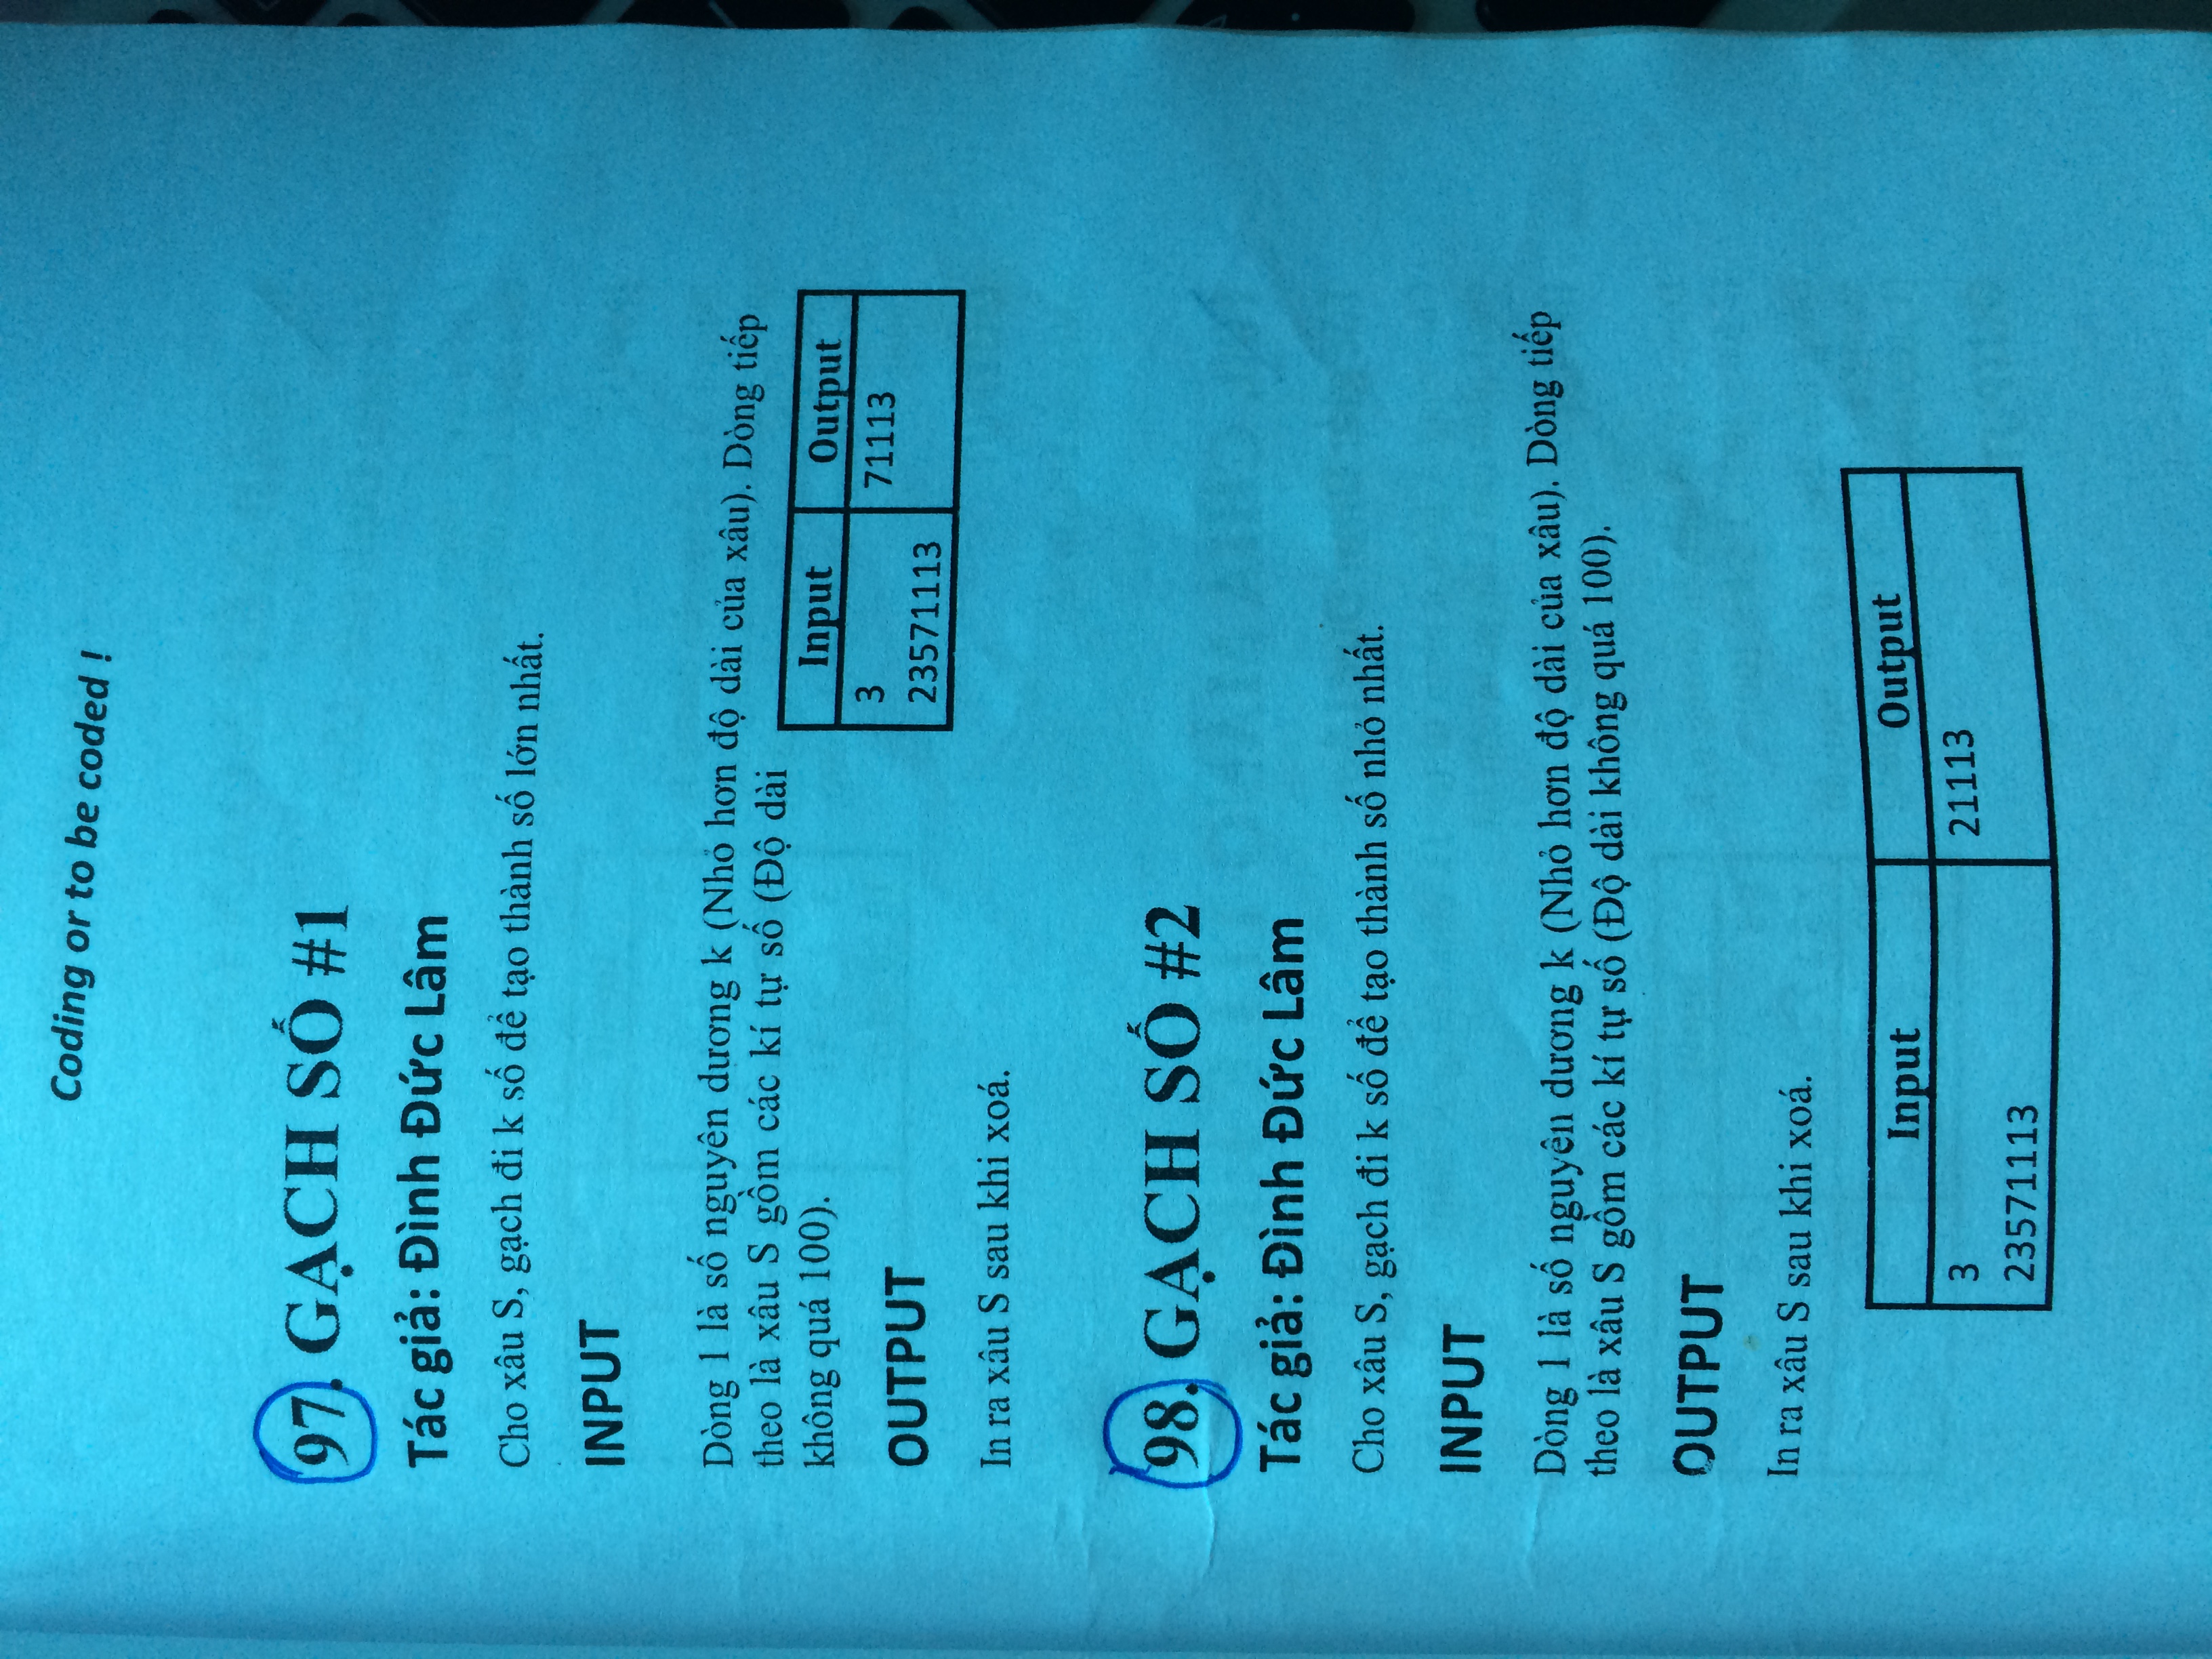 Coding or to be coded !
97. GẠCH SỐ #1
Tác giả: Đình Đức Lâm
Cho xâu S, gạch đi k số để tạo thành số lớn nhất.
INPUT
Dòng 1 là số nguyên dương k (Nhỏ hơn độ dài của xâu). Dòng tiếp
theo là xâu S gồm các kí tự số (Độ dài
không quá 100).
Input Output
3 71113
23571113
OUTPUT
In ra xâu S sau khi xoá.
98. GẠCH SỐ #2
Tác giả: Đình Đức Lâm
Cho xâu S, gạch đi k số để tạo thành số nhỏ nhất.
INPUT
Dòng 1 là số nguyên dương k (Nhỏ hơn độ dài của xâu). Dòng tiếp
theo là xâu S gồm các kí tự số (Độ dài không quá 100).
OUTPUT
In ra xâu S sau khi xoá.
Input Output
3 21113
23571113